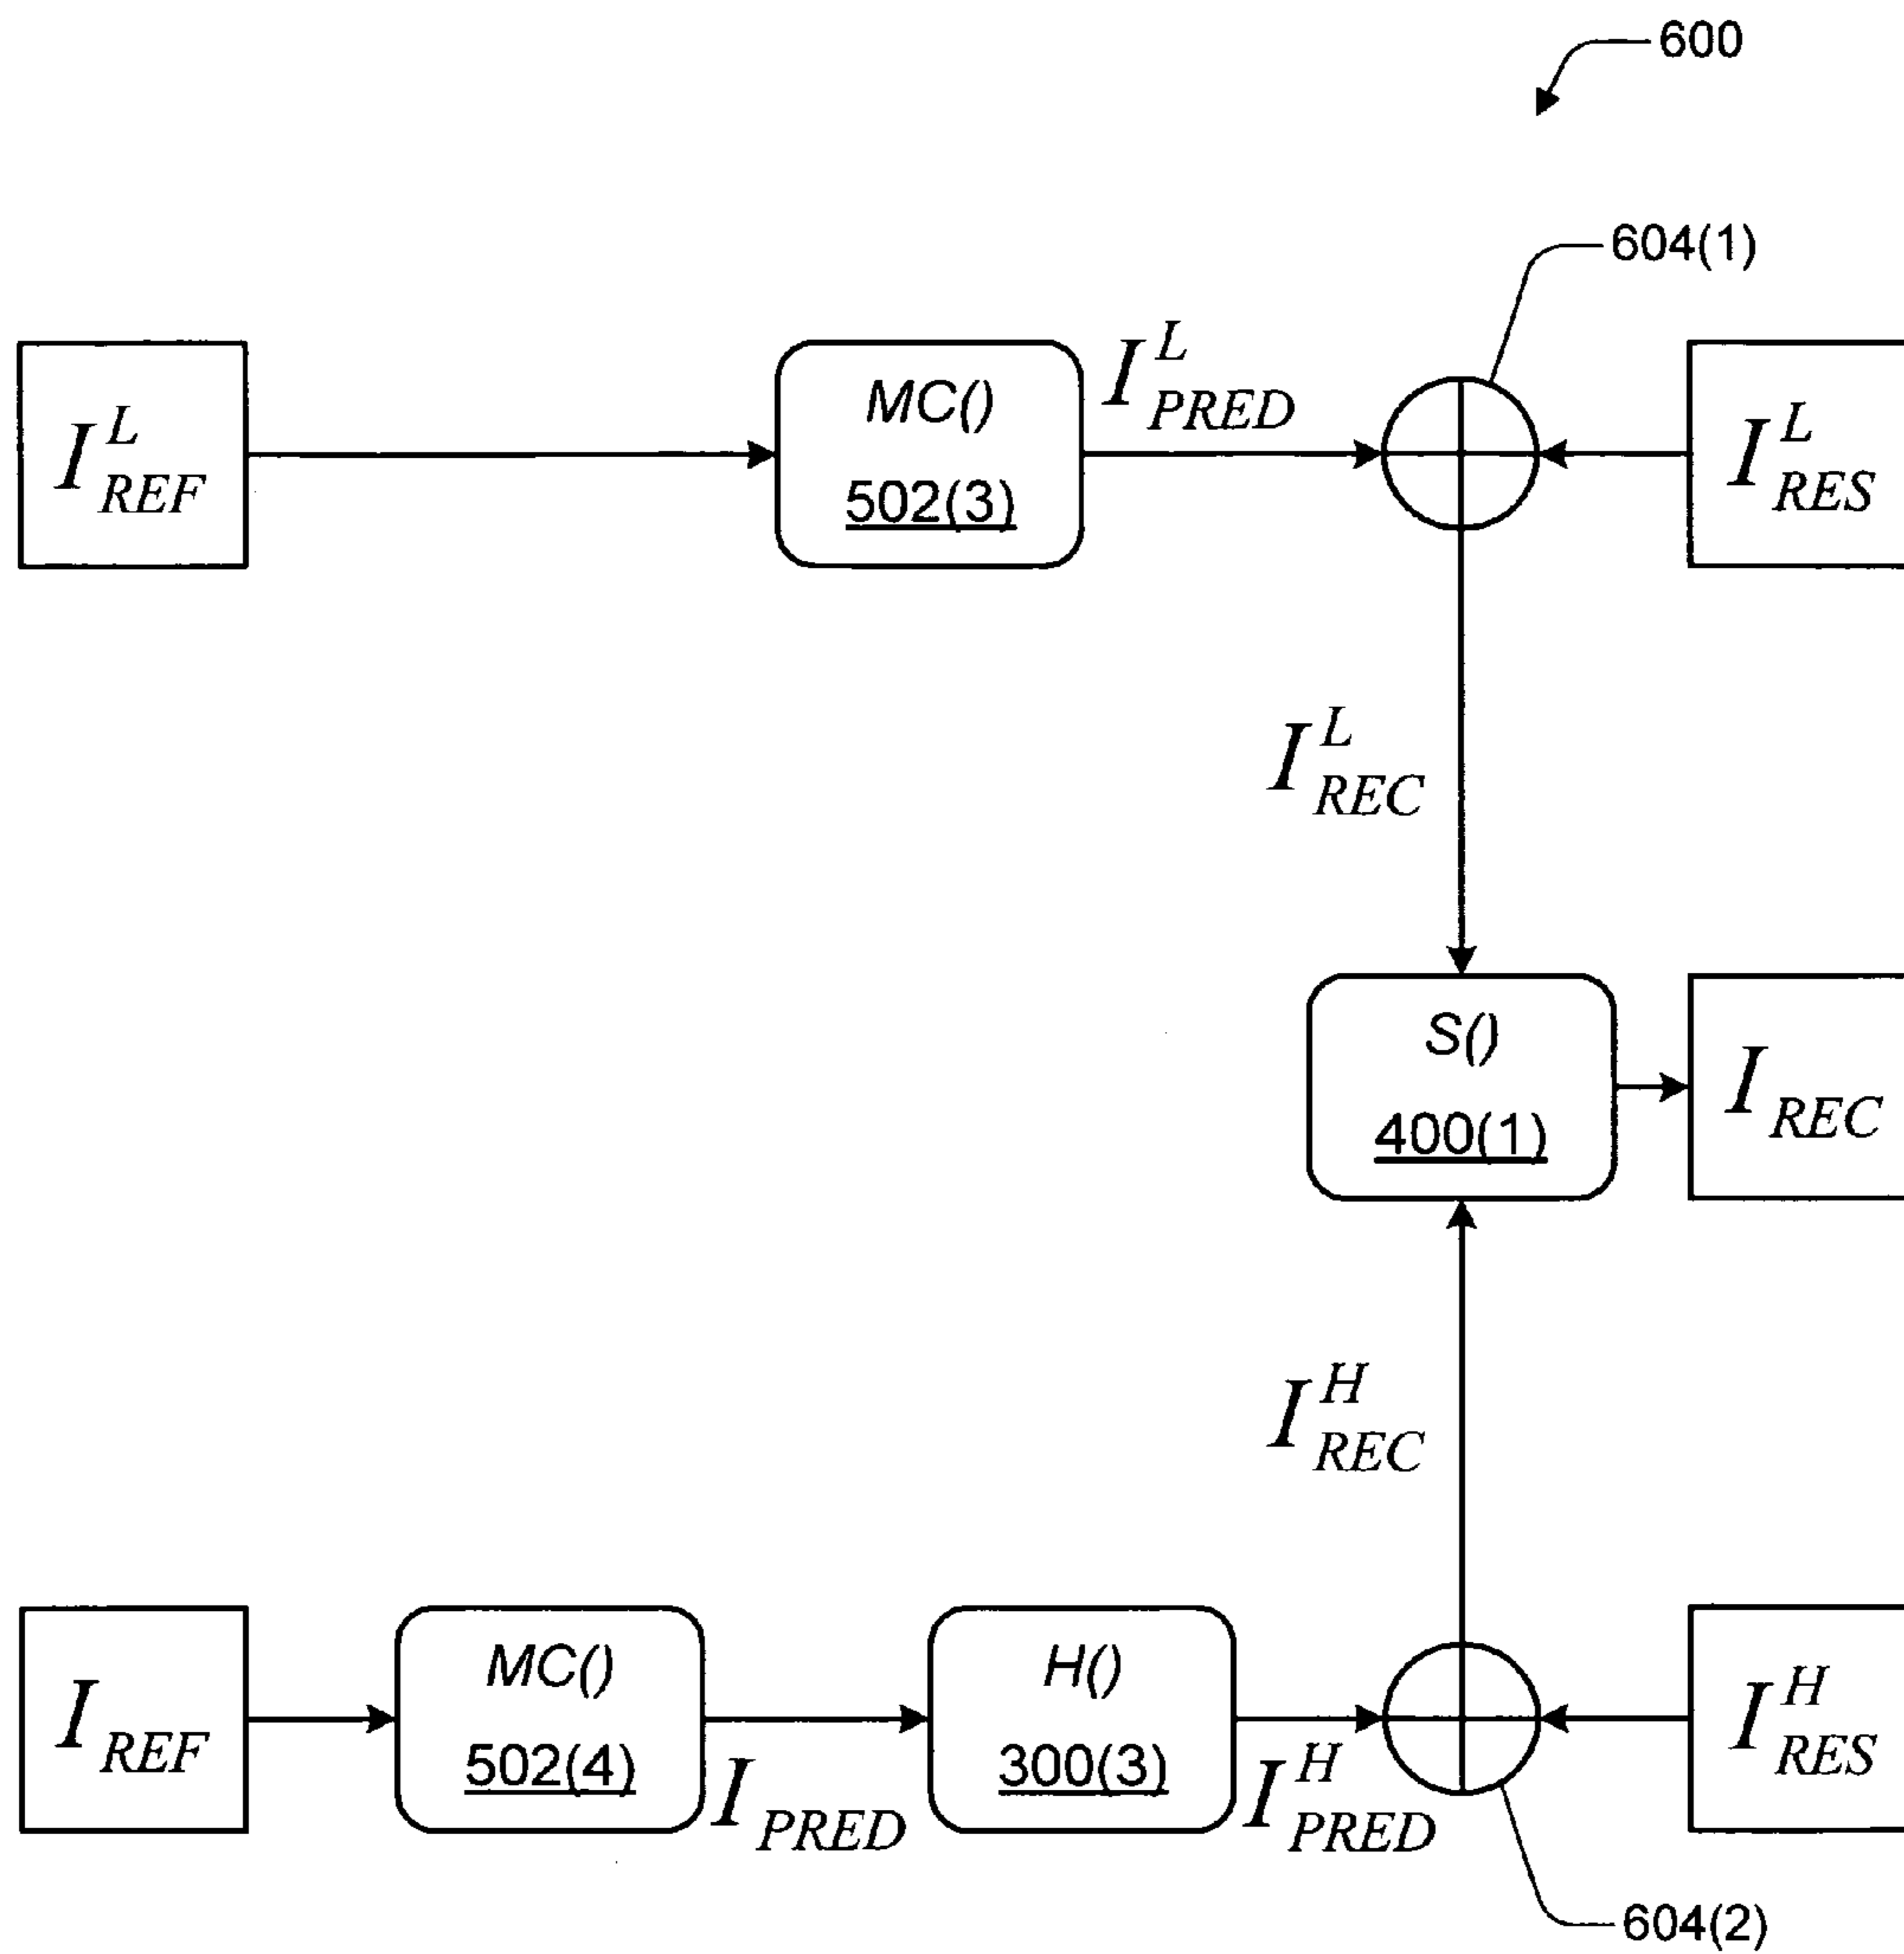 600
604(1)
I^L_REF
MC()
502(3)
I^L_PRED
I^L_RES
I^L_REC
S()
400(1)
I_REC
I^H_REC
I_REF
MC()
502(4)
I_PRED
H()
300(3)
I^H_PRED
I^H_RES
604(2)